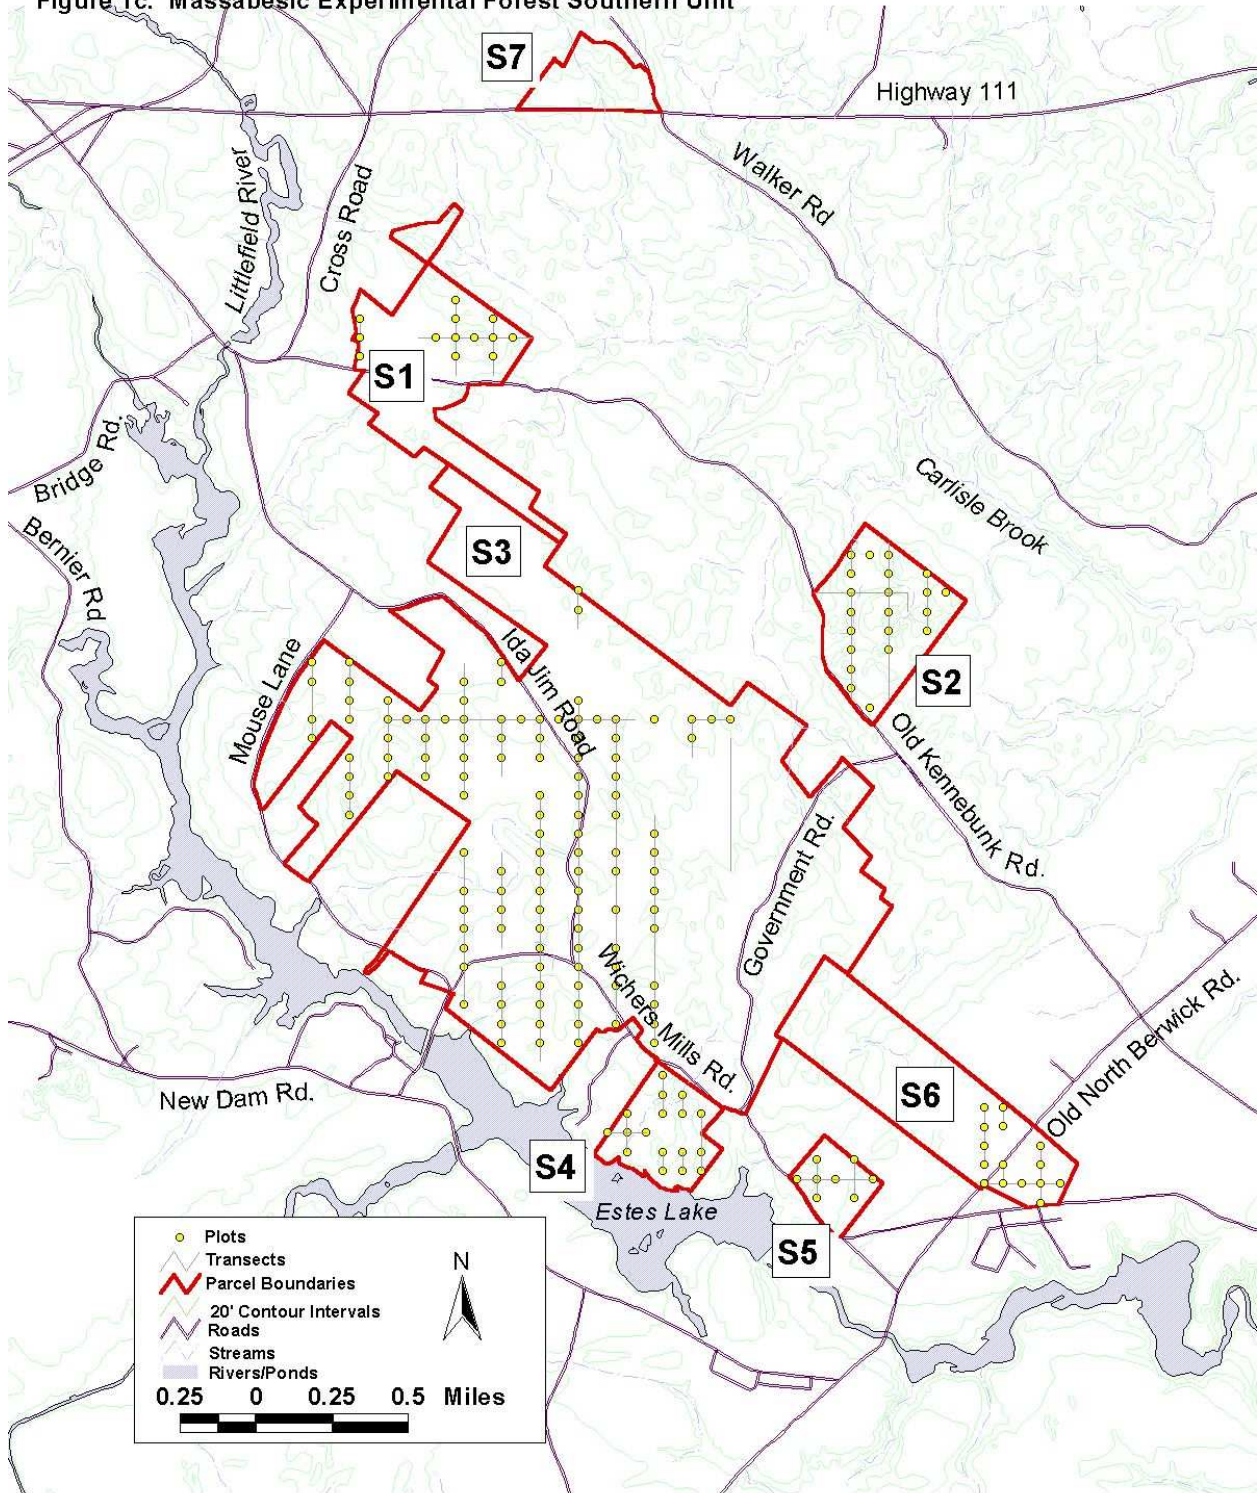 Figure 1c. Massabesic Experimental Forest Southern Unit
S7
Highway 111
Walker Rd
Littlefield River
Cross Road
S1
Bridge Rd.
Carlisle Brook
Bernier Rd
S3
Ida Jim Road
Mouse Lane
S2
Old Kennebunk Rd.
Government Rd.
Wichers Mills Rd.
Old North Berwick Rd.
New Dam Rd.
S6
S4
Estes Lake
S5
Plots
Transects
Parcel Boundaries
20' Contour Intervals
Roads
Streams
Rivers/Ponds
N
0.25 0 0.25 0.5 Miles